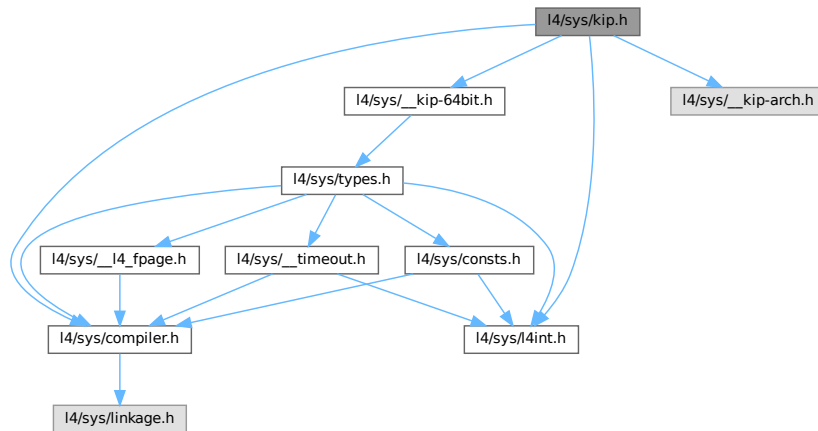 l4/sys/kip.h
l4/sys/__kip-64bit.h
l4/sys/__kip-arch.h
l4/sys/types.h
l4/sys/__l4_fpage.h
l4/sys/__timeout.h
l4/sys/consts.h
l4/sys/compiler.h
l4/sys/l4int.h
l4/sys/linkage.h